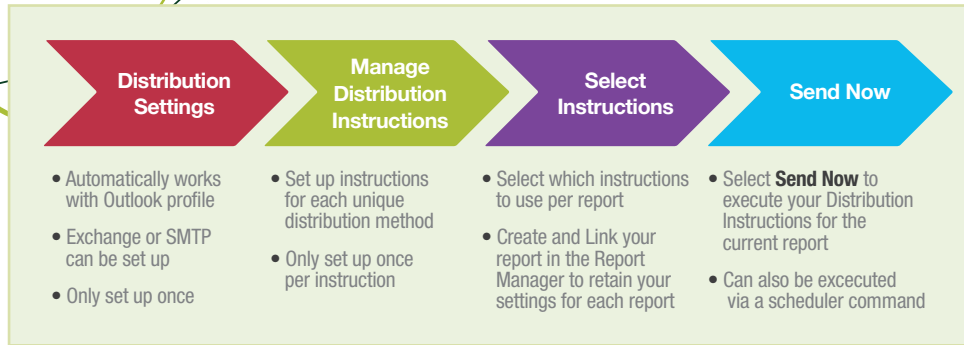 Distribution
Settings
Manage
Distribution
Instructions
Select
Instructions
Send Now
• Automatically works
with Outlook profile
• Exchange or SMTP
can be set up
• Only set up once
• Set up instructions
for each unique
distribution method
• Only set up once
per instruction
• Select which instructions
to use per report
• Create and Link your
report in the Report
Manager to retain your
settings for each report
• Select Send Now to
execute your Distribution
Instructions for the
current report
• Can also be excecuted
via a scheduler command